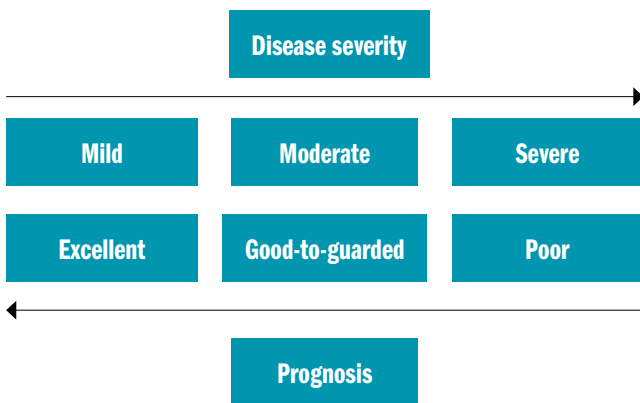 Disease severity
Mild
Moderate
Severe
Excellent
Good-to-guarded
Poor
Prognosis